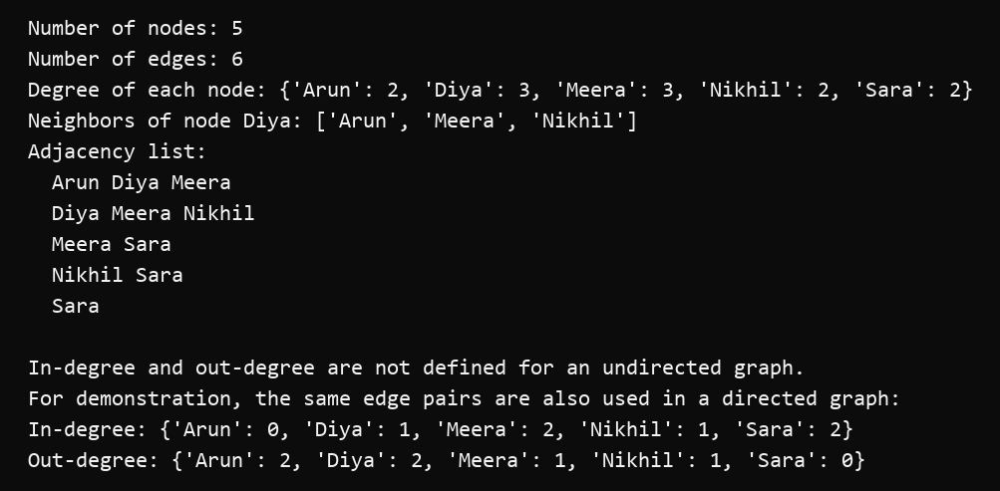 Number of nodes: 5
Number of edges: 6
Degree of each node: {'Arun': 2, 'Diya': 3, 'Meera': 3, 'Nikhil': 2, 'Sara': 2}
Neighbors of node Diya: ['Arun', 'Meera', 'Nikhil']
Adjacency list:
  Arun Diya Meera
  Diya Meera Nikhil
  Meera Sara
  Nikhil Sara
  Sara

In-degree and out-degree are not defined for an undirected graph.
For demonstration, the same edge pairs are also used in a directed graph:
In-degree: {'Arun': 0, 'Diya': 1, 'Meera': 2, 'Nikhil': 1, 'Sara': 2}
Out-degree: {'Arun': 2, 'Diya': 2, 'Meera': 1, 'Nikhil': 1, 'Sara': 0}